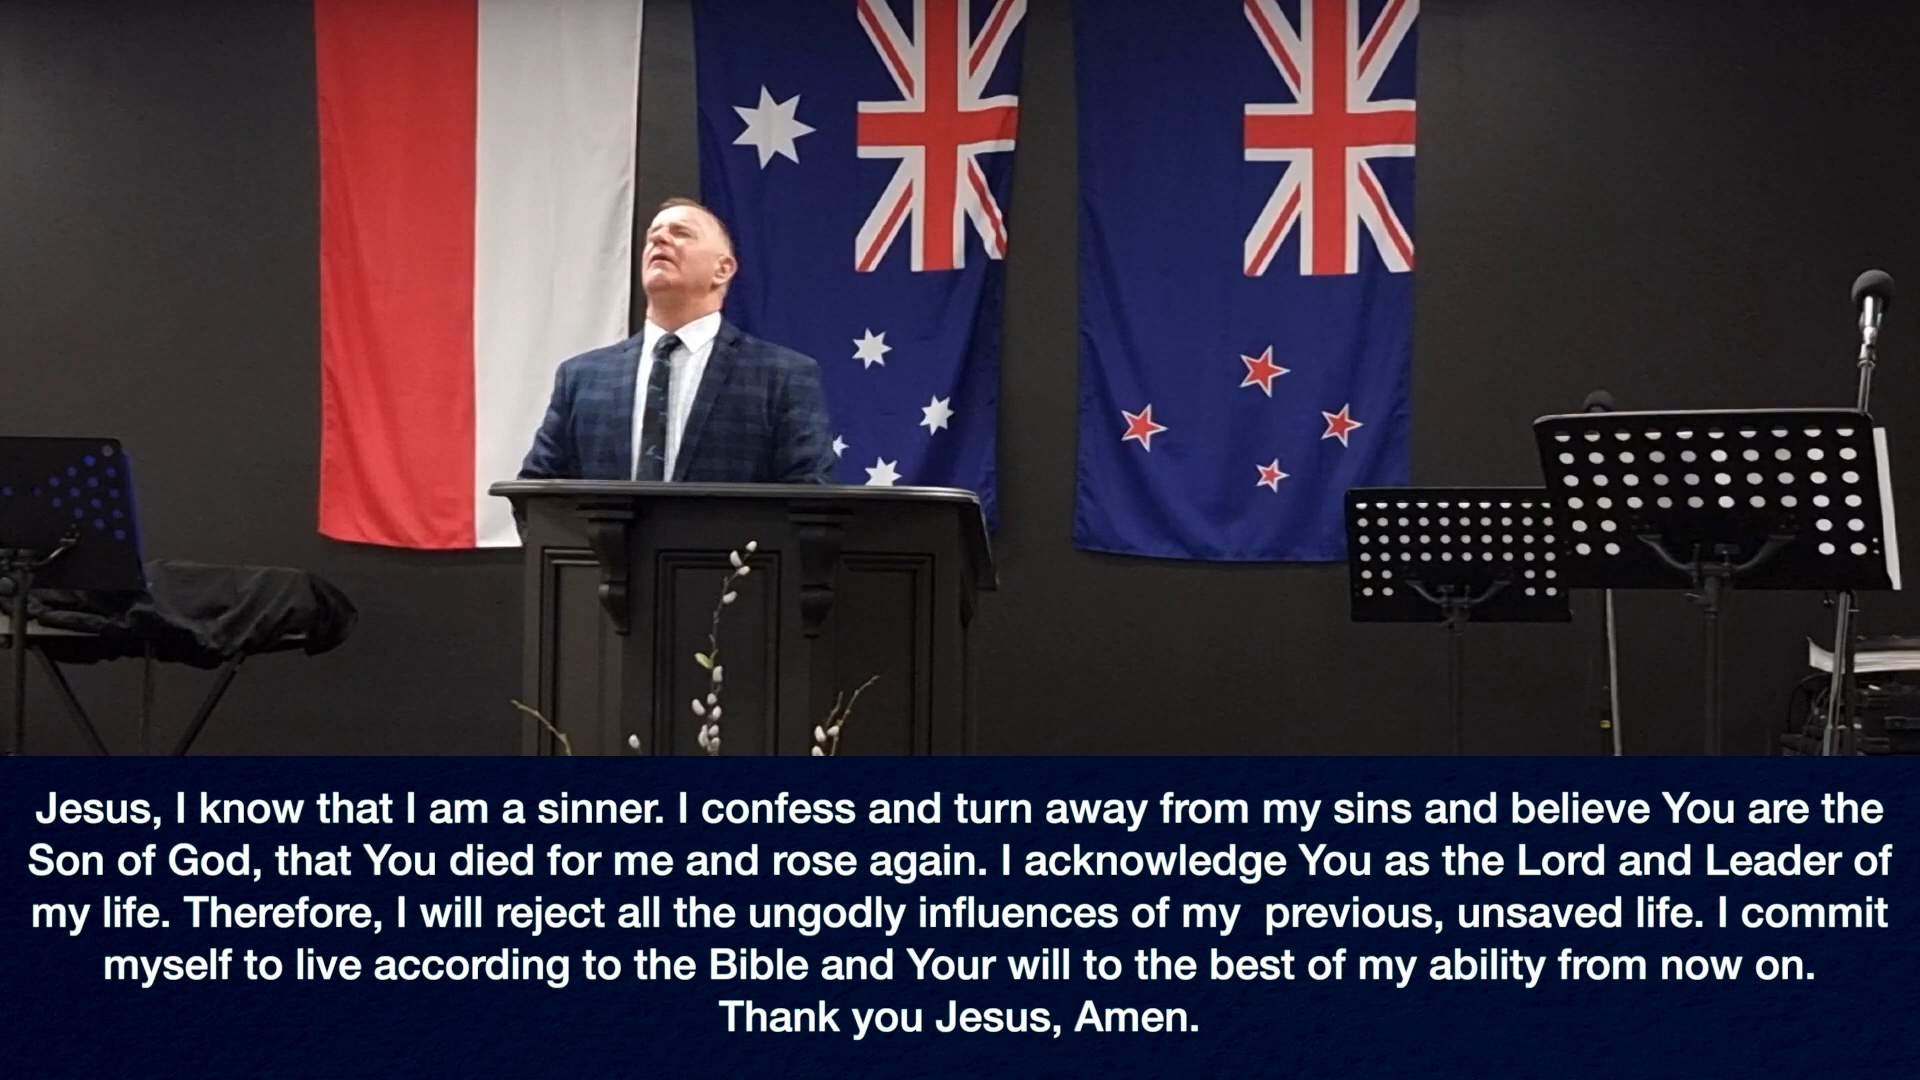 Jesus, I know that I am a sinner. I confess and turn away from my sins and believe You are the
Son of God, that You died for me and rose again. I acknowledge You as the Lord and Leader of
my life. Therefore, I will reject all the ungodly influences of my  previous, unsaved life. I commit
myself to live according to the Bible and Your will to the best of my ability from now on.
Thank you Jesus, Amen.